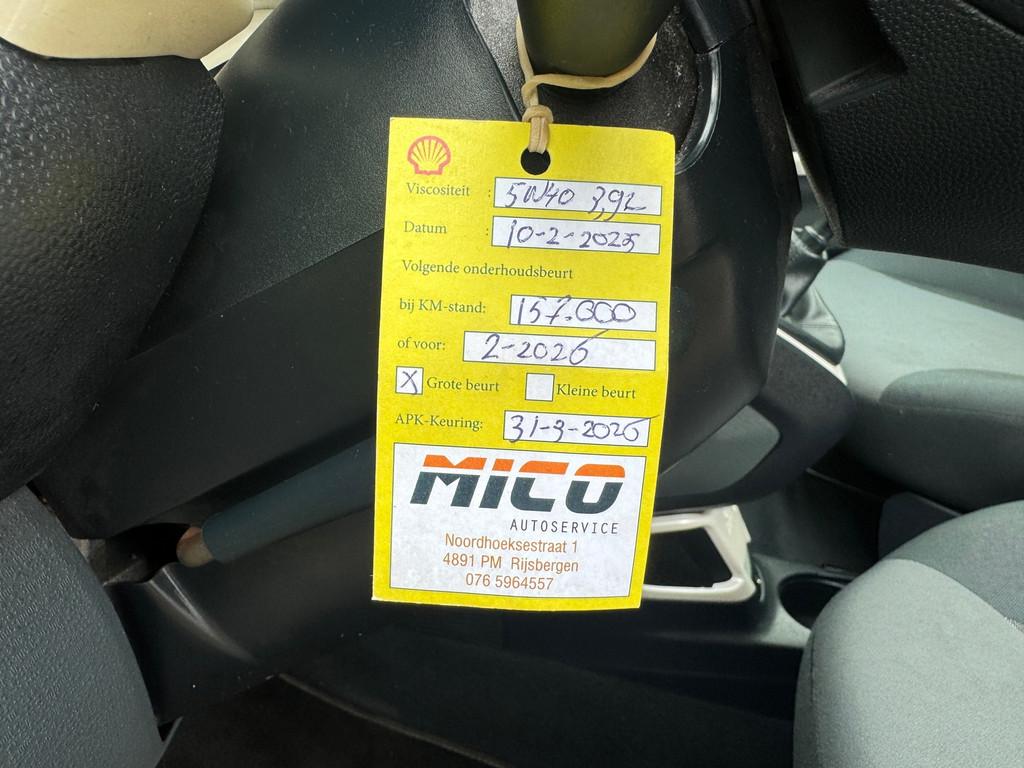 Viscositeit : 5W40 3,9L
Datum : 10-2-2025
Volgende onderhoudsbeurt
bij KM-stand: 157.000
of voor: 2-2026
X Grote beurt Kleine beurt
APK-Keuring: 31-3-2026
MICO
AUTOSERVICE
Noordhoeksestraat 1
4891 PM Rijsbergen
076 5964557